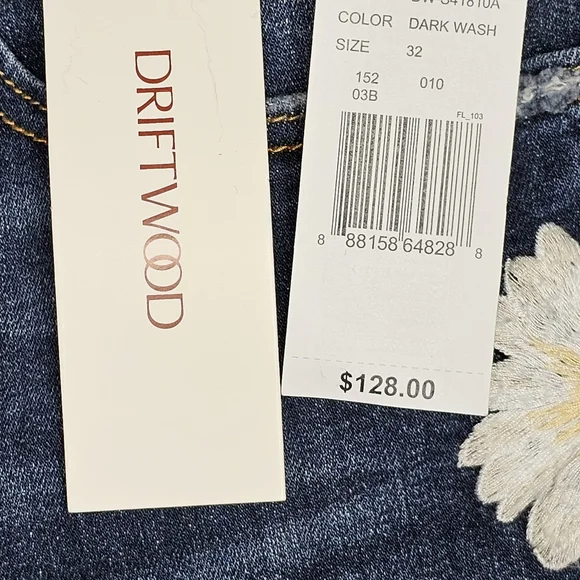 DRIFTWOOD
COLOR DARK WASH
SIZE 32
152 010
03B
FL_103
8 88158 64828 8
$128.00